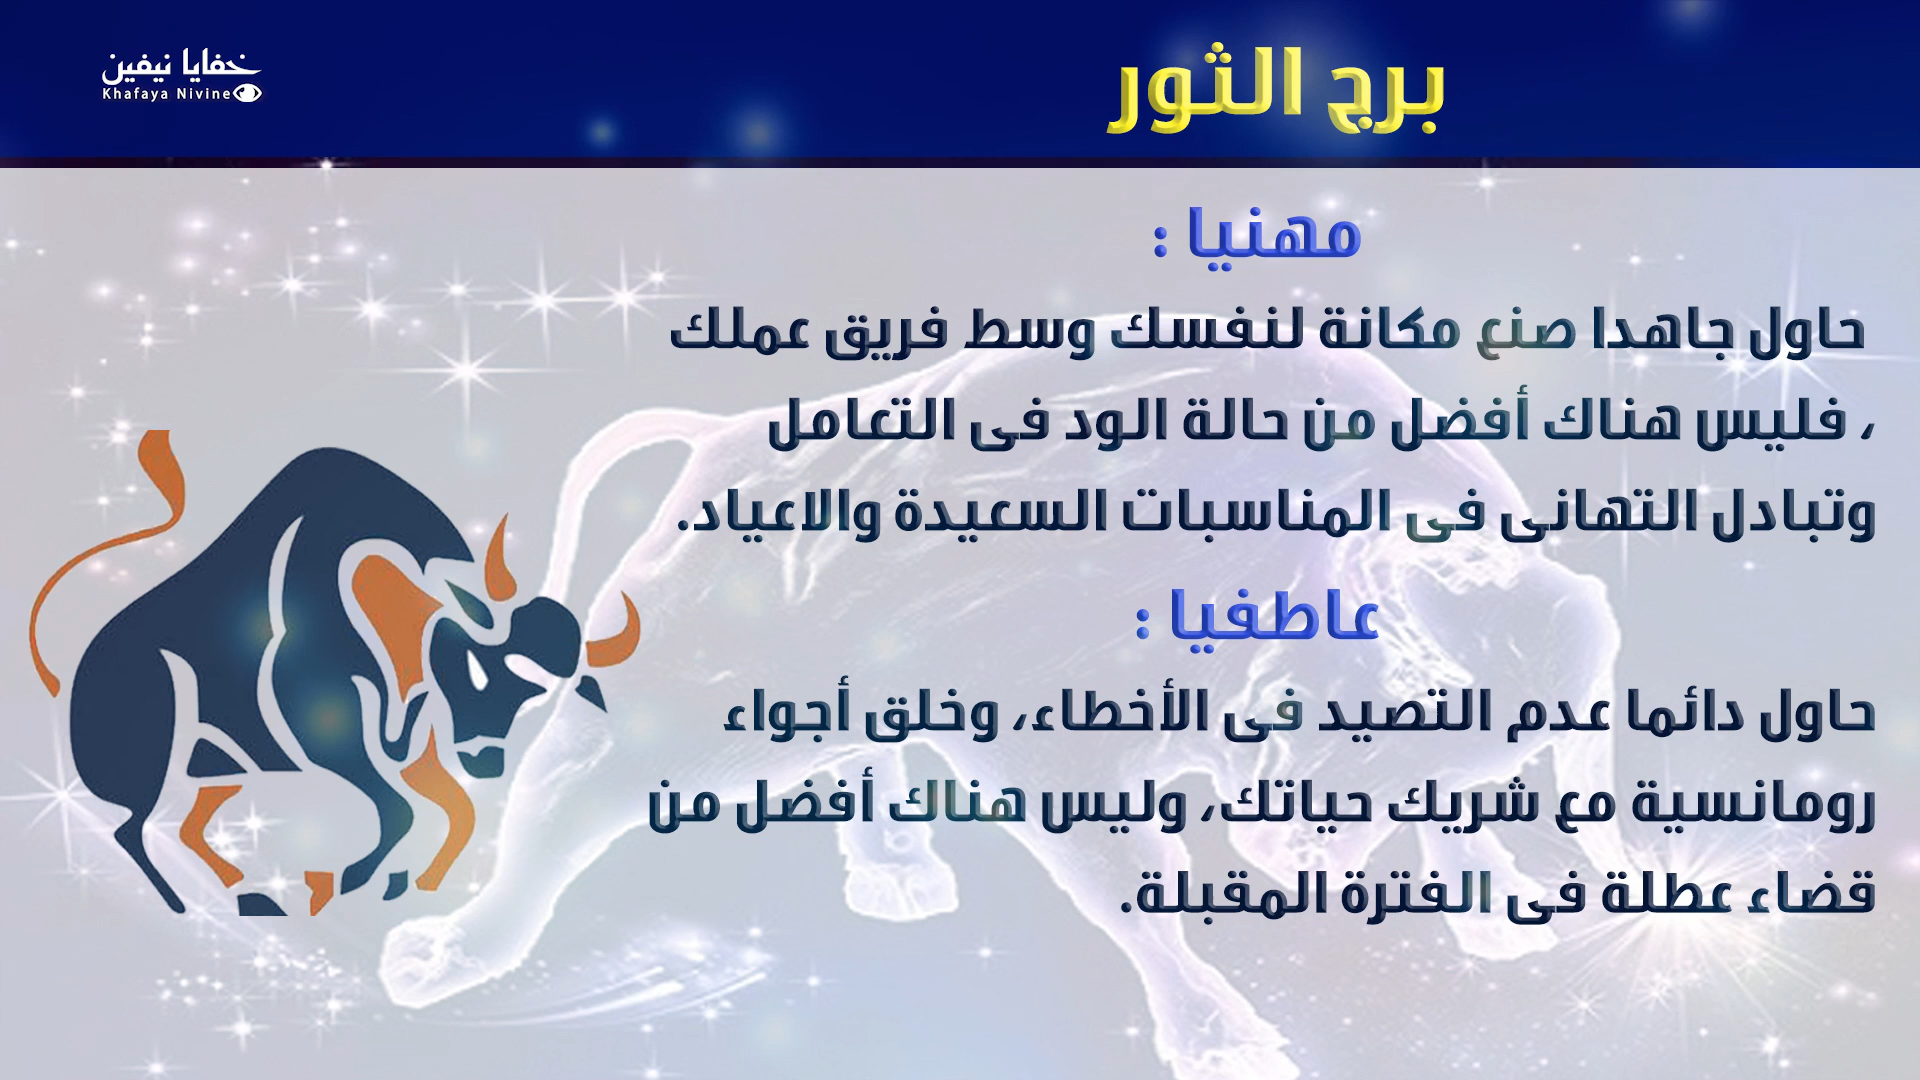 خفايا نيفين
Khafaya Nivine
برج الثور
مهنيا :
حاول جاهدا صنع مكانة لنفسك وسط فريق عملك
، فليس هناك أفضل من حالة الود فى التعامل
وتبادل التهانى فى المناسبات السعيدة والاعياد.
عاطفيا :
حاول دائما عدم التصيد فى الأخطاء، وخلق أجواء
رومانسية مع شريك حياتك، وليس هناك أفضل من
قضاء عطلة فى الفترة المقبلة.